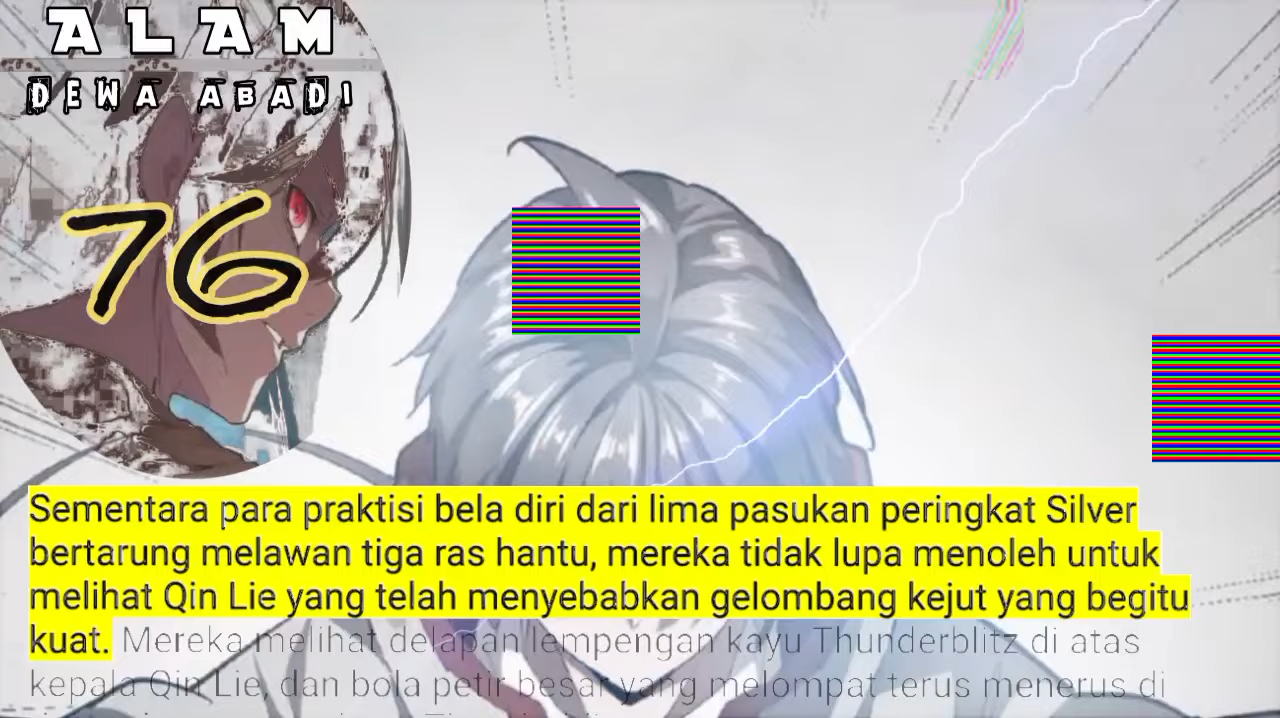 ALAM
DEWA ABADI
76
Sementara para praktisi bela diri dari lima pasukan peringkat Silver
bertarung melawan tiga ras hantu, mereka tidak lupa menoleh untuk
melihat Qin Lie yang telah menyebabkan gelombang kejut yang begitu
kuat. Mereka melihat delapan lempengan kayu Thunderblitz di atas
kepala Qin Lie, dan bola petir besar yang melompat terus menerus di